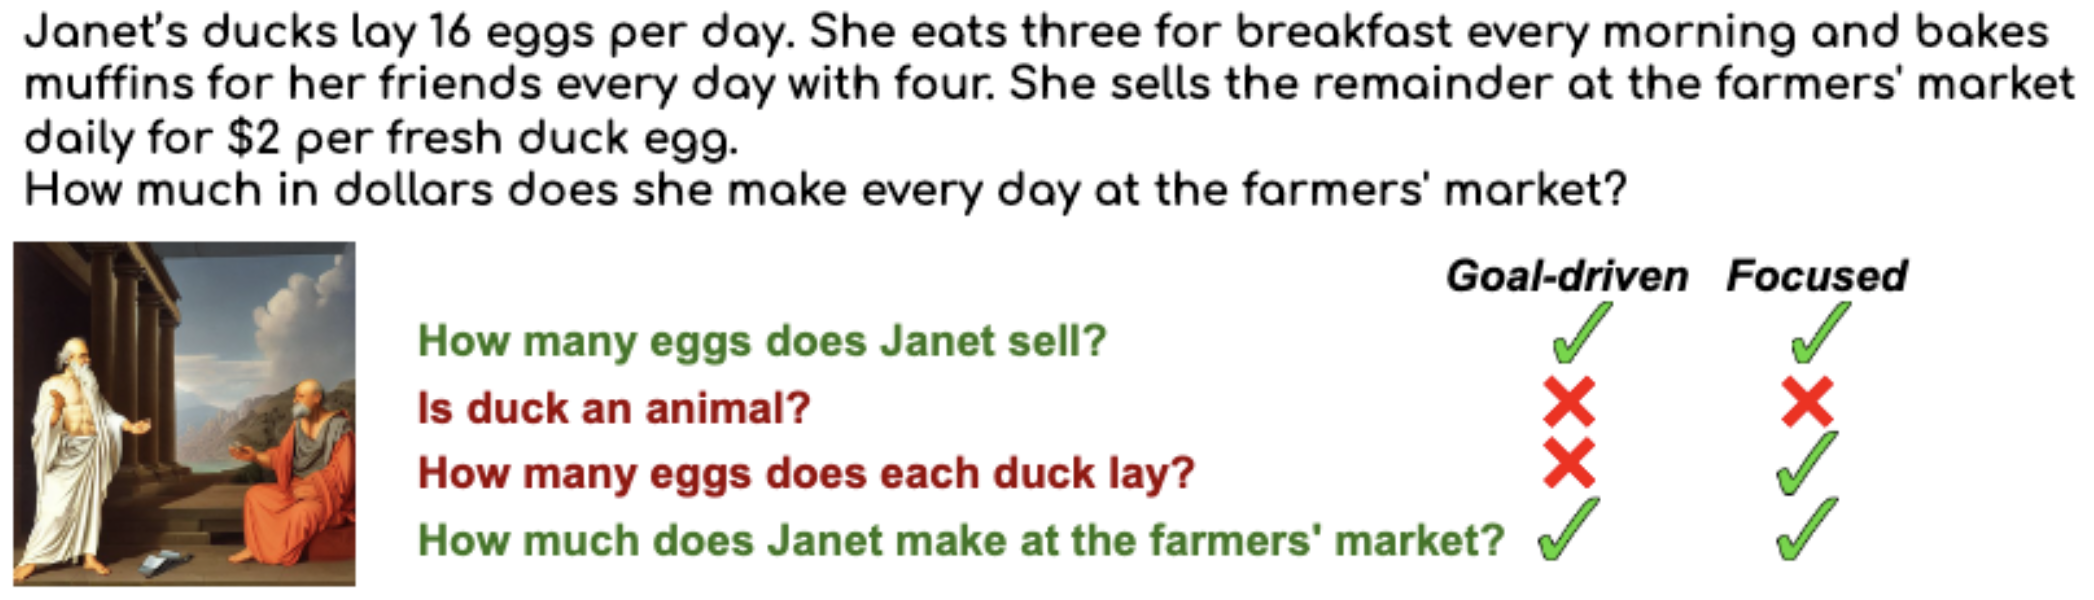 Janet's ducks lay 16 eggs per day. She eats three for breakfast every morning and bakes
muffins for her friends every day with four. She sells the remainder at the farmers' market
daily for $2 per fresh duck egg.
How much in dollars does she make every day at the farmers' market?
Goal-driven Focused
How many eggs does Janet sell?
Is duck an animal?
How many eggs does each duck lay?
How much does Janet make at the farmers' market?